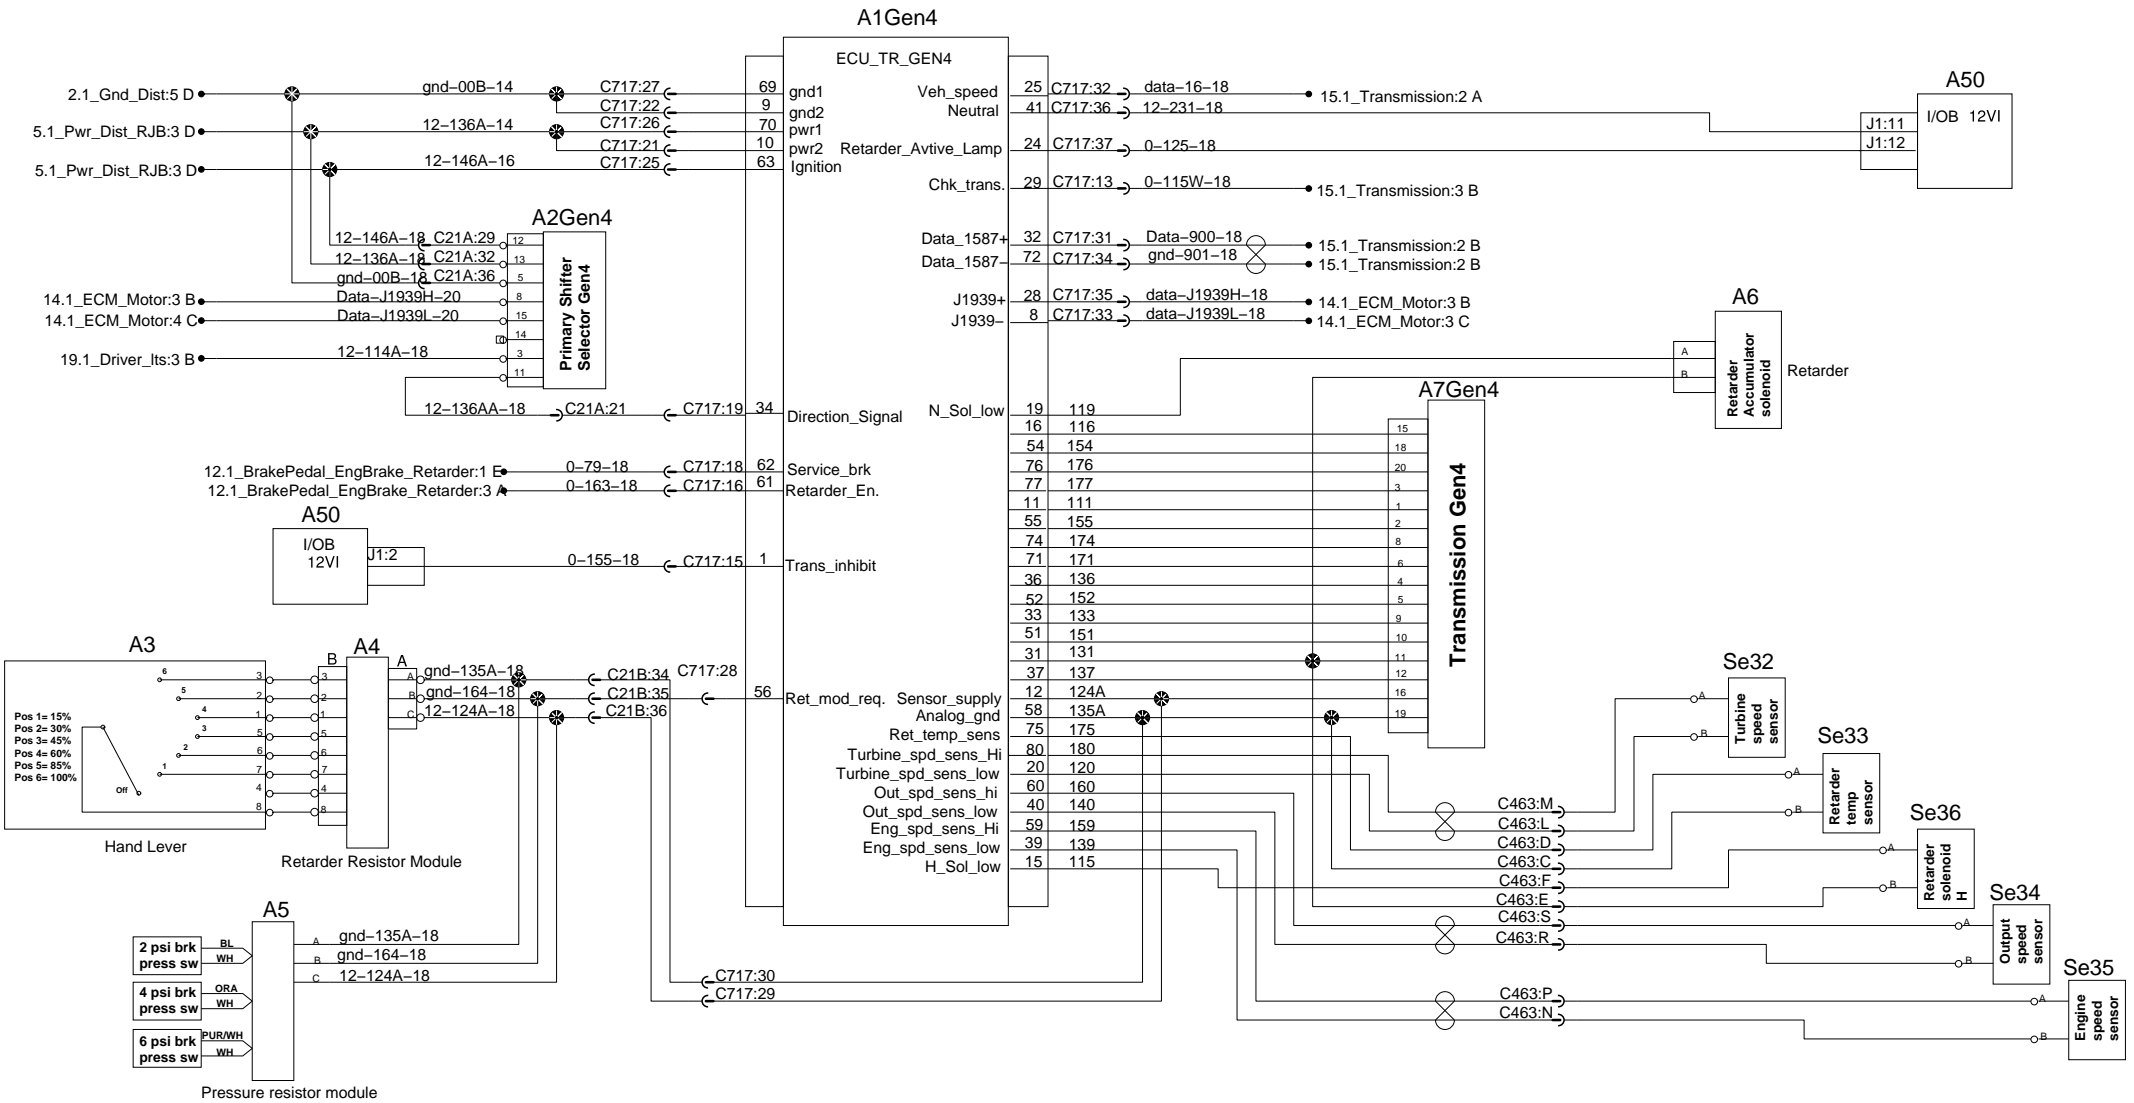 A1Gen4
ECU_TR_GEN4
2.1_Gnd_Dist:5 D
gnd-00B-14
C717:27
69
gnd1
C717:22
9
gnd2
5.1_Pwr_Dist_RJB:3 D
12-136A-14
C717:26
70
pwr1
C717:21
10
pwr2
5.1_Pwr_Dist_RJB:3 D
12-146A-16
C717:25
63
Ignition
Veh_speed
25
C717:32
data-16-18
15.1_Transmission:2 A
Neutral
41
C717:36
12-231-18
Retarder_Avtive_Lamp
24
C717:37
0-125-18
Chk_trans.
29
C717:13
0-115W-18
15.1_Transmission:3 B
A50
I/OB 12VI
J1:11
J1:12
Data_1587+
32
C717:31
Data-900-18
15.1_Transmission:2 B
Data_1587-
72
C717:34
gnd-901-18
15.1_Transmission:2 B
J1939+
28
C717:35
data-J1939H-18
14.1_ECM_Motor:3 B
J1939-
8
C717:33
data-J1939L-18
14.1_ECM_Motor:3 C
A2Gen4
Primary Shifter
Selector Gen4
12-146A-18
C21A:29
12
12-136A-18
C21A:32
13
gnd-00B-18
C21A:36
5
14.1_ECM_Motor:3 B
Data-J1939H-20
8
14.1_ECM_Motor:4 C
Data-J1939L-20
15
14
19.1_Driver_lts:3 B
12-114A-18
3
11
12-136AA-18
C21A:21
C717:19
34
Direction_Signal
12.1_BrakePedal_EngBrake_Retarder:1 E
0-79-18
C717:18
62
Service_brk
12.1_BrakePedal_EngBrake_Retarder:3 A
0-163-18
C717:16
61
Retarder_En.
A50
I/OB
12VI
J1:2
0-155-18
C717:15
1
Trans_inhibit
A6
A
B
Retarder
Accumulator
solenoid
Retarder
A7Gen4
Transmission Gen4
N_Sol_low
19 119
16 116 15
54 154 18
76 176 20
77 177 3
11 111 1
55 155 2
74 174 8
71 171 6
36 136 4
52 152 5
33 133 9
51 151 10
31 131 11
37 137 12
Sensor_supply 12 124A 16
Analog_gnd 58 135A 19
Ret_temp_sens 75 175
Turbine_spd_sens_Hi 80 180
Turbine_spd_sens_low 20 120
Out_spd_sens_hi 60 160
Out_spd_sens_low 40 140
Eng_spd_sens_Hi 59 159
Eng_spd_sens_low 39 139
H_Sol_low 15 115
A3
Pos 1= 15%
Pos 2= 30%
Pos 3= 45%
Pos 4= 60%
Pos 5= 85%
Pos 6= 100%
6
5
4
3
2
1
Off
3
2
1
5
6
7
4
8
Hand Lever
A4
B
3
2
1
5
6
7
4
8
A
A
B
C
Retarder Resistor Module
gnd-135A-18
C21B:34
C717:28
gnd-164-18
C21B:35
56
Ret_mod_req.
12-124A-18
C21B:36
A5
2 psi brk
press sw
BL
WH
4 psi brk
press sw
ORA
WH
6 psi brk
press sw
PUR/WH
WH
A
gnd-135A-18
B
gnd-164-18
C
12-124A-18
Pressure resistor module
C717:30
C717:29
C463:M
C463:L
C463:D
C463:C
C463:F
C463:E
C463:S
C463:R
C463:P
C463:N
Se32
A
B
Turbine
speed
sensor
Se33
A
B
Retarder
temp
sensor
Se36
A
B
Retarder
solenoid
H
Se34
A
B
Output
speed
sensor
Se35
A
B
Engine
speed
sensor